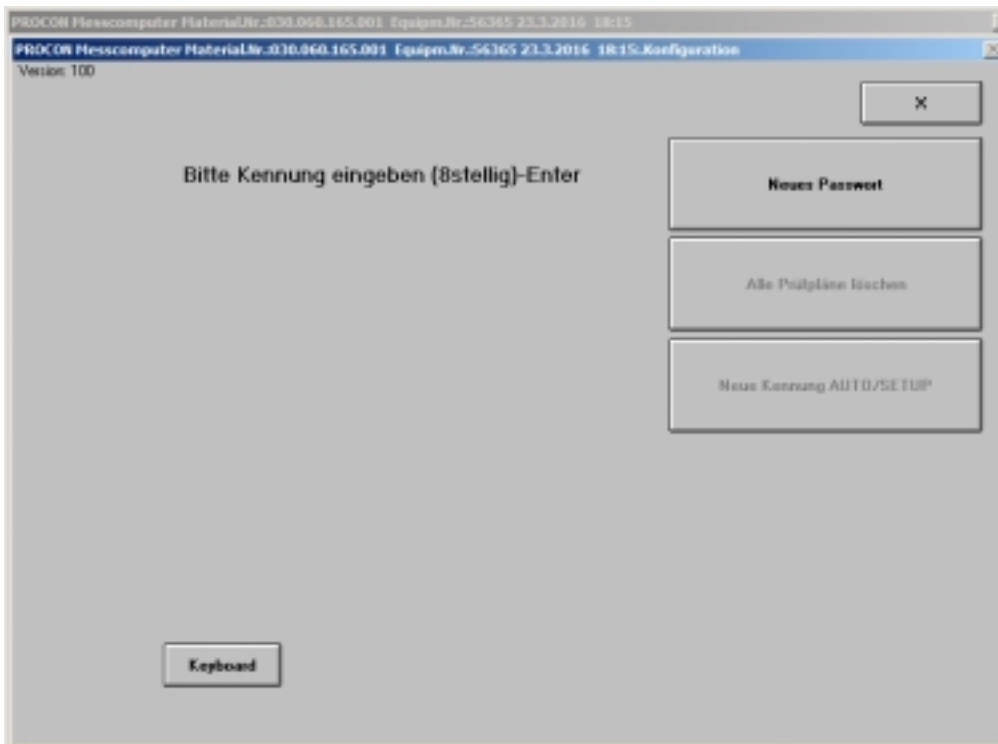 PROCON Messcomputer Material.Nr.:030.060.165.001 Equipm.Nr.:56365 23.3.2016 18:15
PROCON Messcomputer Material.Nr.:030.060.165.001 Equipm.Nr.:56365 23.3.2016 18:15:.Konfiguration
Version: 100
X
Bitte Kennung eingeben (8stellig)-Enter
Neues Passwort
Alle Prüfpläne löschen
Neue Kennung AUTO/SETUP
Keyboard